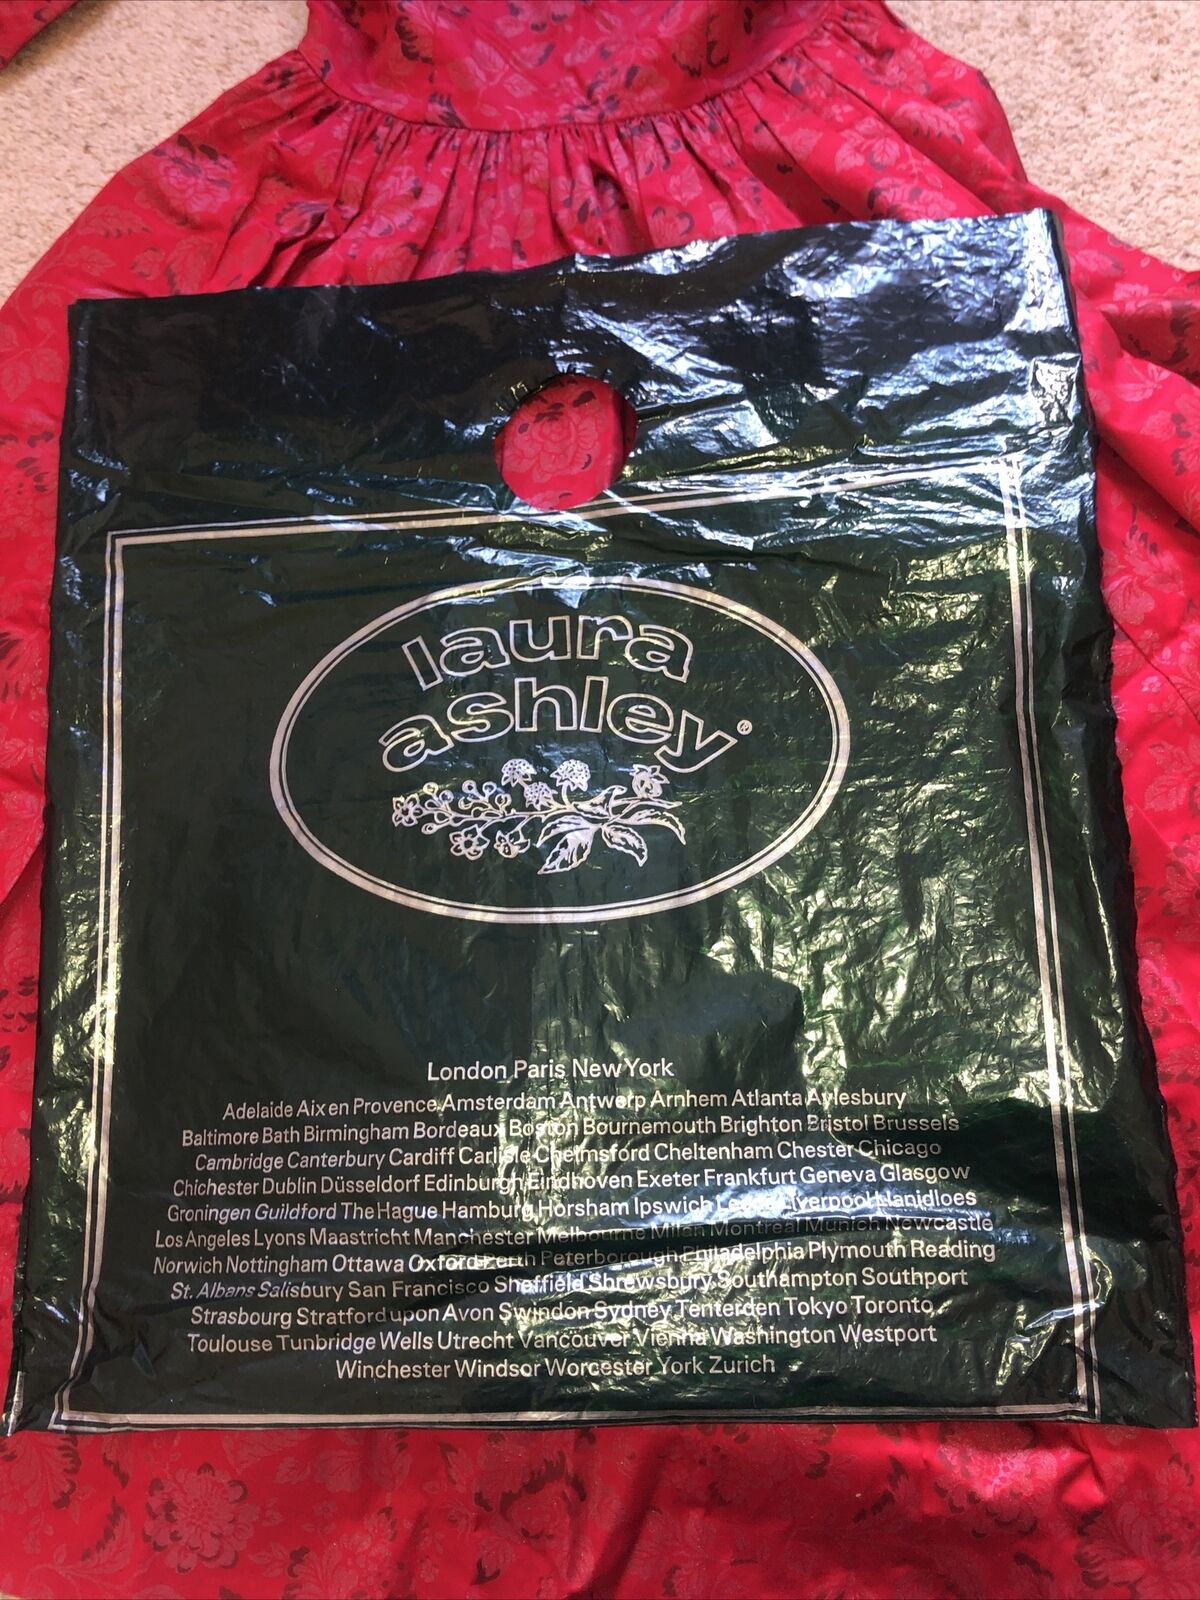 laura
ashley®
London Paris New York
Adelaide Aix en Provence Amsterdam Antwerp Arnhem Atlanta Aylesbury
Baltimore Bath Birmingham Bordeaux Boston Bournemouth Brighton Bristol Brussels
Cambridge Canterbury Cardiff Carlisle Chelmsford Cheltenham Chester Chicago
Chichester Dublin Düsseldorf Edinburgh Eindhoven Exeter Frankfurt Geneva Glasgow
Groningen Guildford The Hague Hamburg Horsham Ipswich Leeds Liverpool Llanidloes
Los Angeles Lyons Maastricht Manchester Melbourne Milan Montreal Munich Newcastle
Norwich Nottingham Ottawa Oxford Perth Peterborough Philadelphia Plymouth Reading
St. Albans Salisbury San Francisco Sheffield Shrewsbury Southampton Southport
Strasbourg Stratford upon Avon Swindon Sydney Tenterden Tokyo Toronto
Toulouse Tunbridge Wells Utrecht Vancouver Vienna Washington Westport
Winchester Windsor Worcester York Zurich